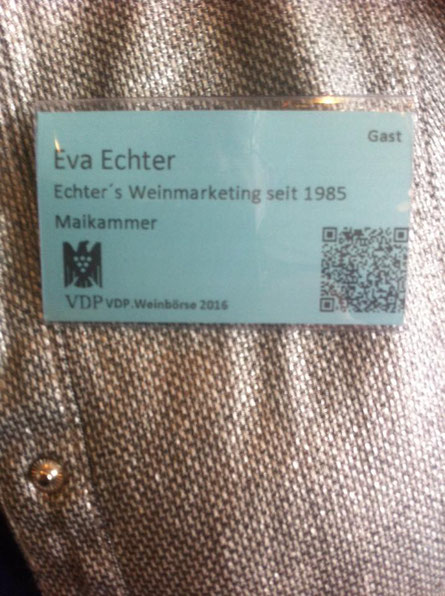 Gast
Eva Echter
Echter´s Weinmarketing seit 1985
Maikammer
VDP VDP.Weinbörse 2016